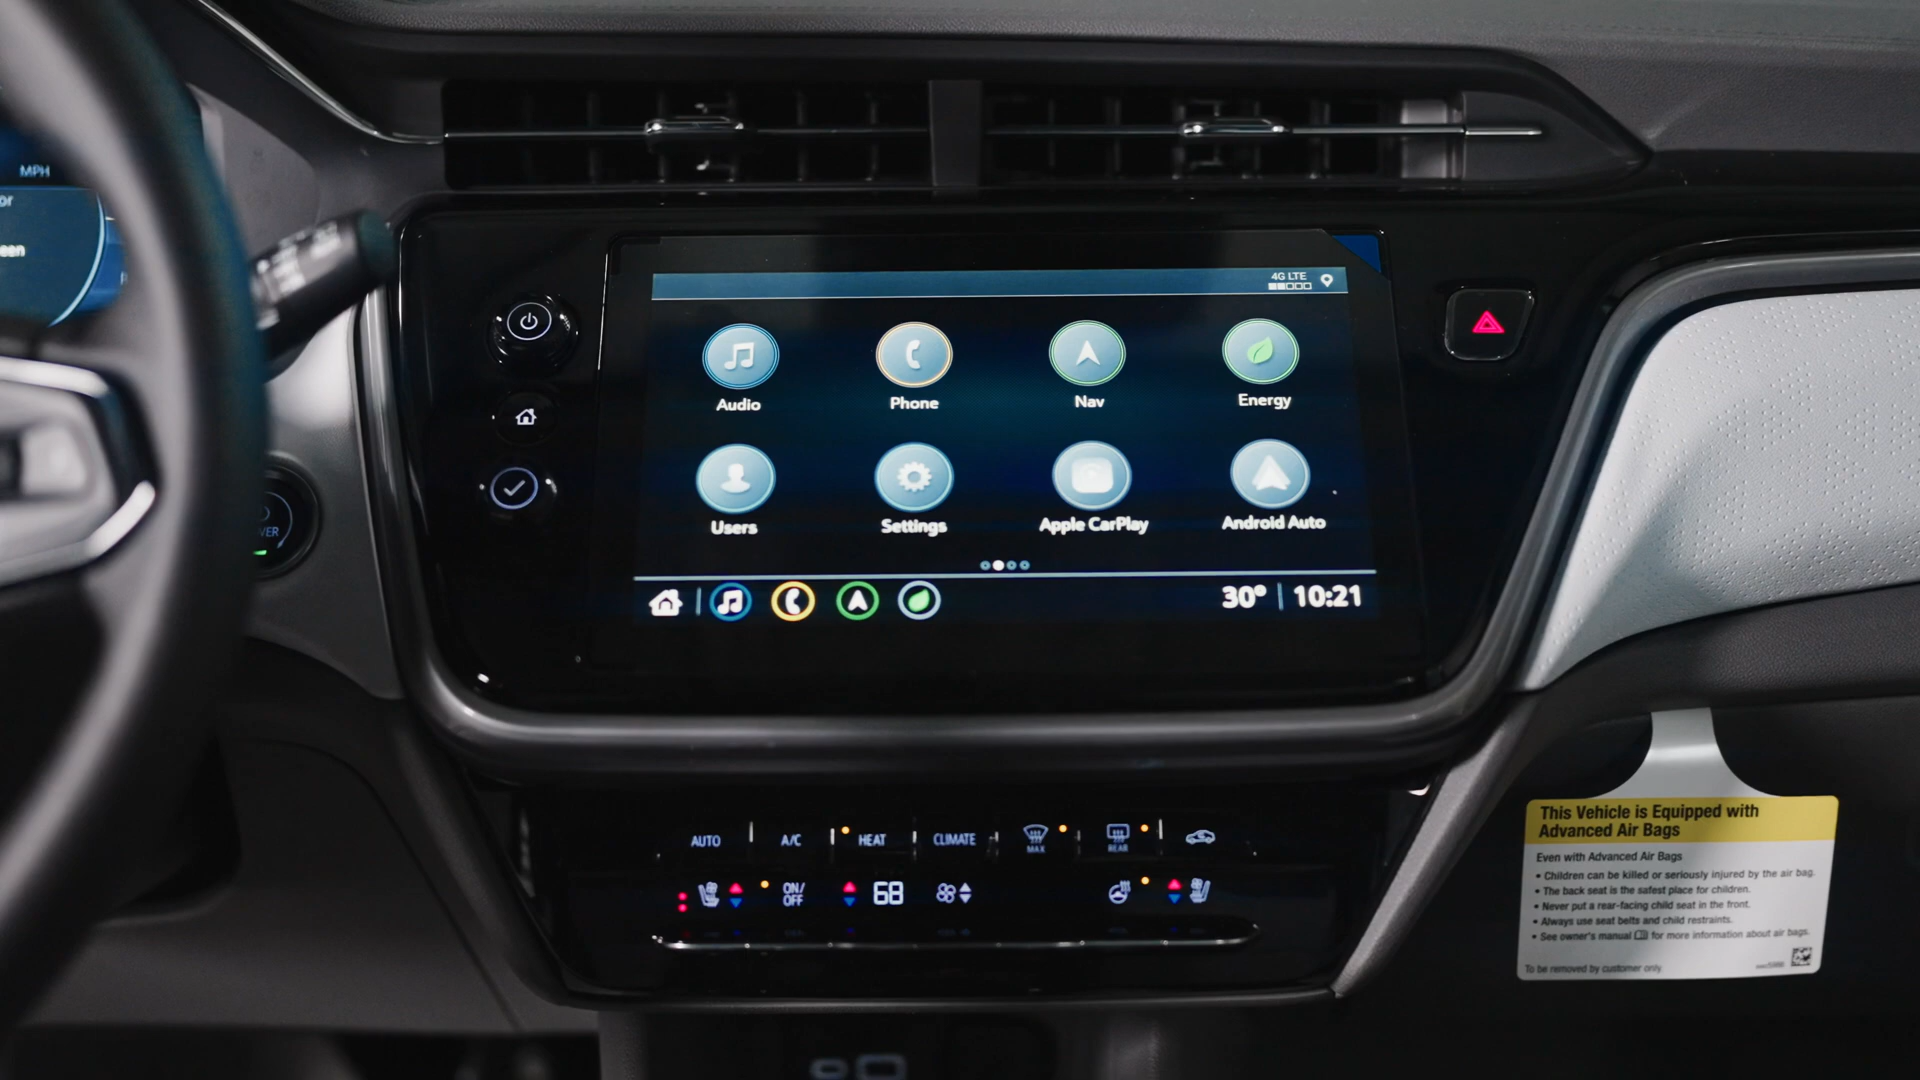 MPH
or
een
VER
4G LTE
Audio
Phone
Nav
Energy
Users
Settings
Apple CarPlay
Android Auto
30° 10:21
AUTO
A/C
HEAT
CLIMATE
MAX
REAR
ON/
OFF
68
This Vehicle is Equipped with
Advanced Air Bags
Even with Advanced Air Bags
• Children can be killed or seriously injured by the air bag.
• The back seat is the safest place for children.
• Never put a rear-facing child seat in the front.
• Always use seat belts and child restraints.
• See owner's manual for more information about air bags.
To be removed by customer only.